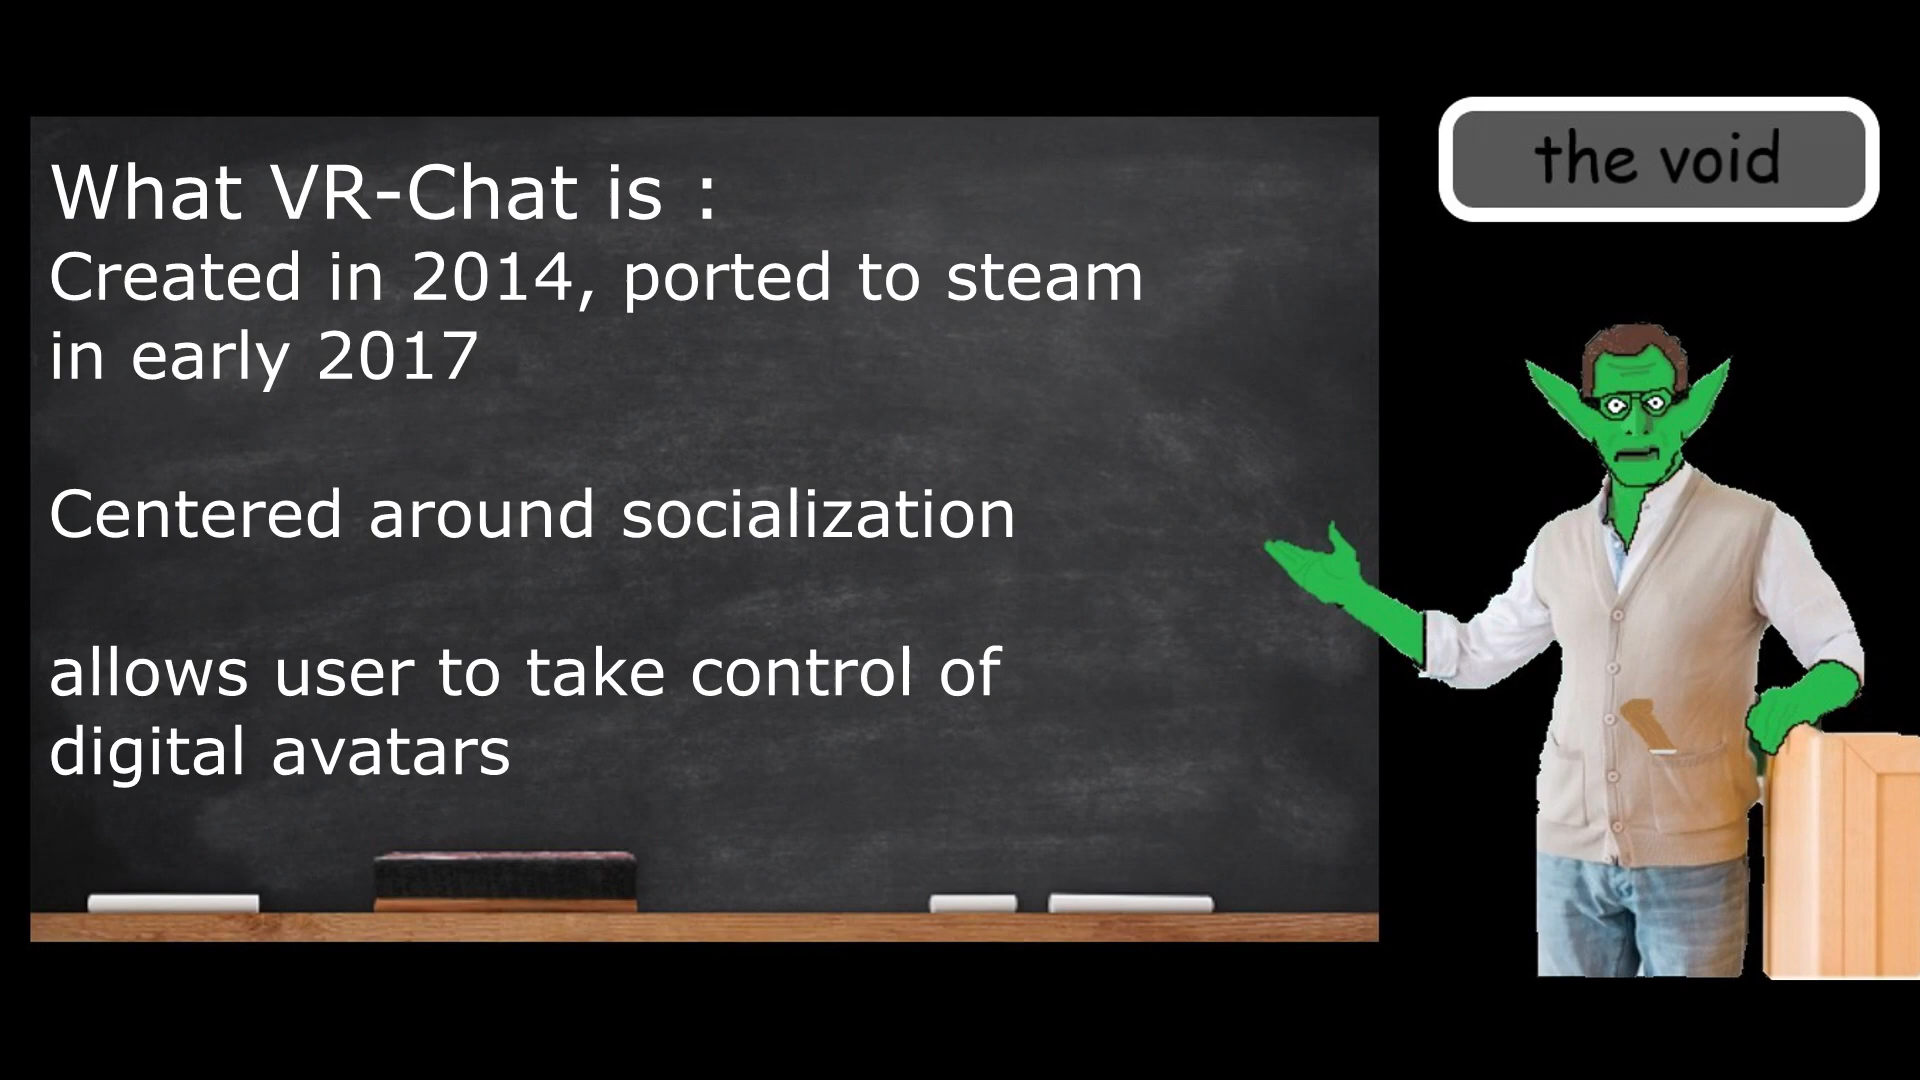 What VR-Chat is :
Created in 2014, ported to steam
in early 2017
Centered around socialization
allows user to take control of
digital avatars
the void